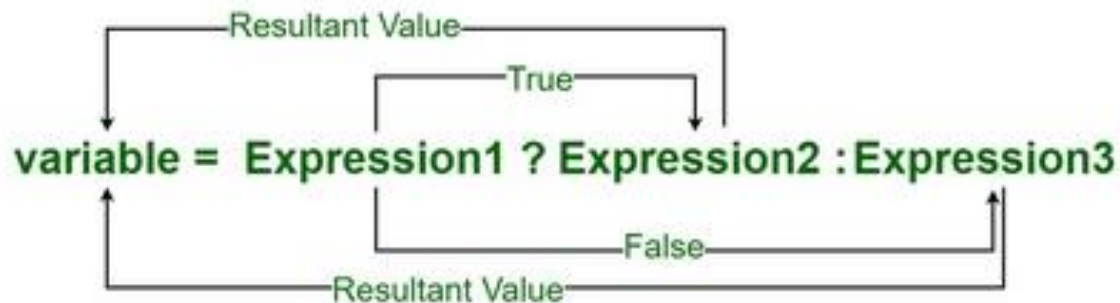 Resultant Value
True
variable = Expression1 ? Expression2 :Expression3
False
Resultant Value